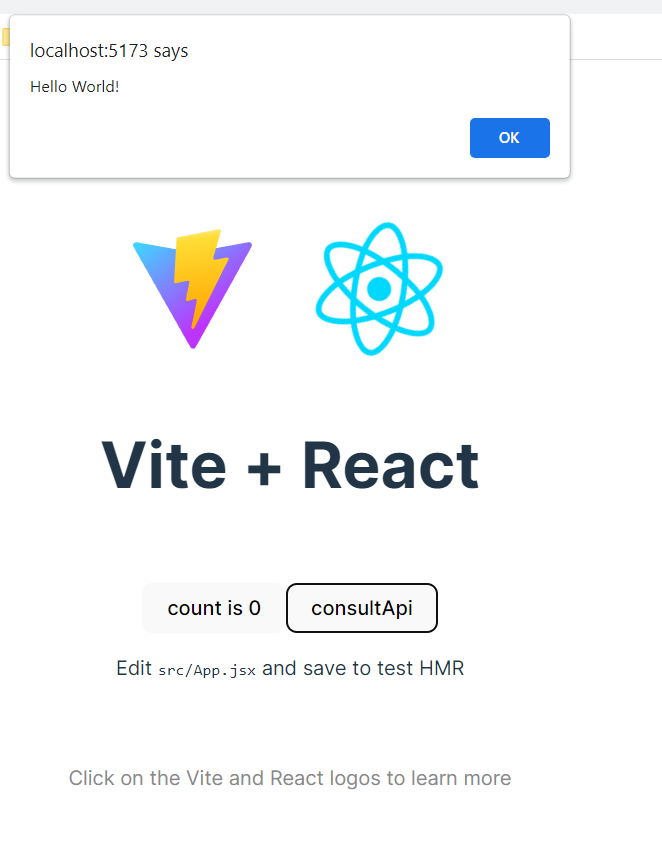 localhost:5173 says
Hello World!
OK
Vite + React
count is 0 consultApi
Edit src/App.jsx and save to test HMR
Click on the Vite and React logos to learn more